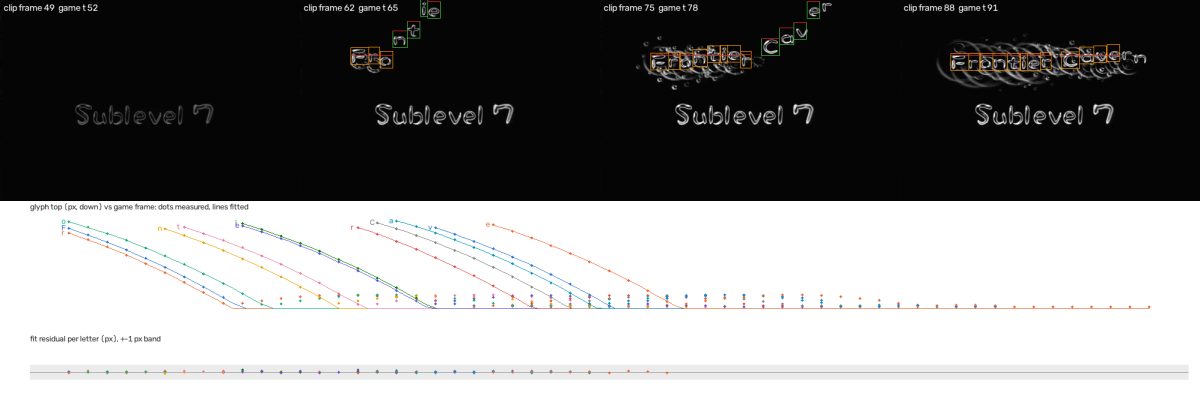 clip frame 49 game t 52
clip frame 62 game t 65
clip frame 75 game t 78
clip frame 88 game t 91
F r o n t i e
Frontier Caver
Frontier Cavern
Sublevel 7
Sublevel 7
Sublevel 7
Sublevel 7
glyph top (px, down) vs game frame: dots measured, lines fitted
o
F
r
n
t
i
e
r
C
a
v
e
fit residual per letter (px), +-1 px band